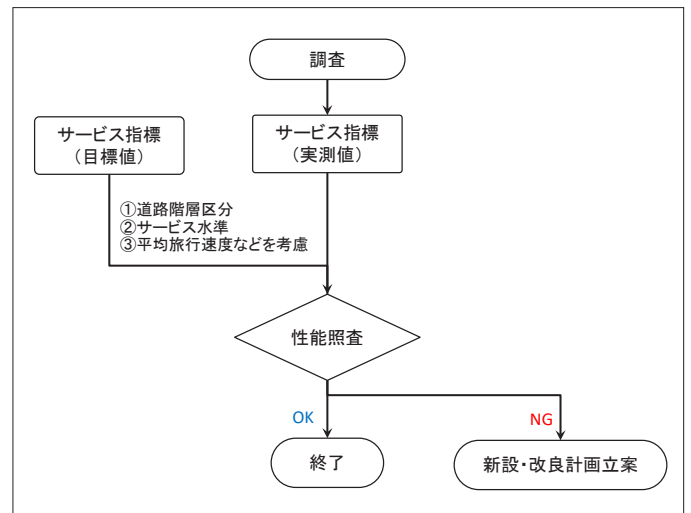 調査
サービス指標
（目標値）
サービス指標
（実測値）
①道路階層区分
②サービス水準
③平均旅行速度などを考慮
性能照査
OK
NG
終了
新設・改良計画立案